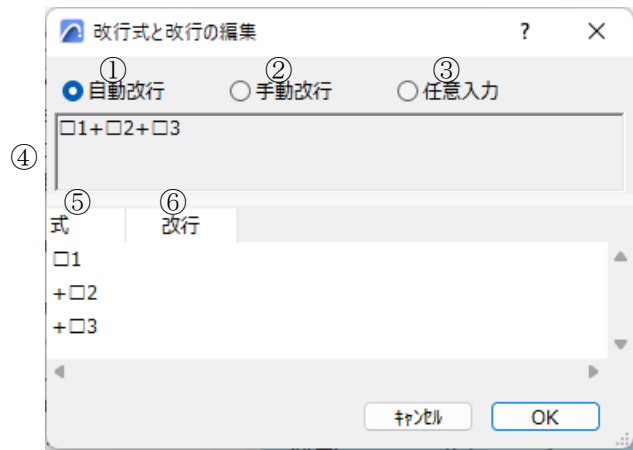 改行式と改行の編集 ? ×
① ② ③
自動改行 手動改行 任意入力
④ □1+□2+□3
⑤ ⑥
式 改行
□1
+□2
+□3
ｷｬﾝｾﾙ OK